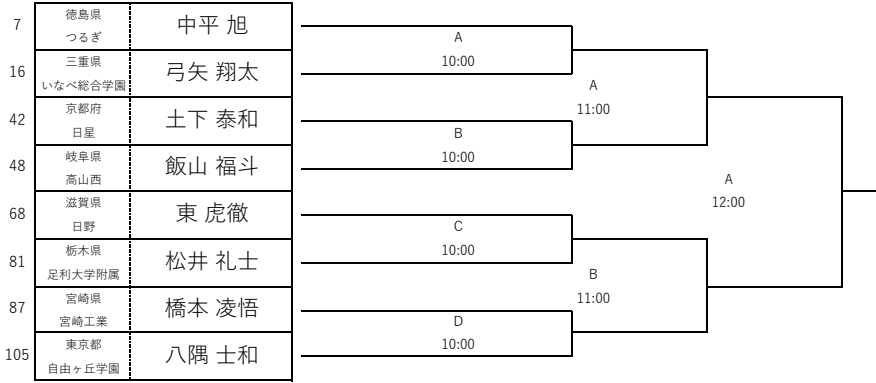 7
徳島県
つるぎ
中平 旭
16
三重県
いなべ総合学園
弓矢 翔太
42
京都府
日星
土下 泰和
48
岐阜県
高山西
飯山 福斗
68
滋賀県
日野
東 虎徹
81
栃木県
足利大学附属
松井 礼士
87
宮崎県
宮崎工業
橋本 凌悟
105
東京都
自由ヶ丘学園
八隅 士和
A
10:00
B
10:00
C
10:00
D
10:00
A
11:00
B
11:00
A
12:00